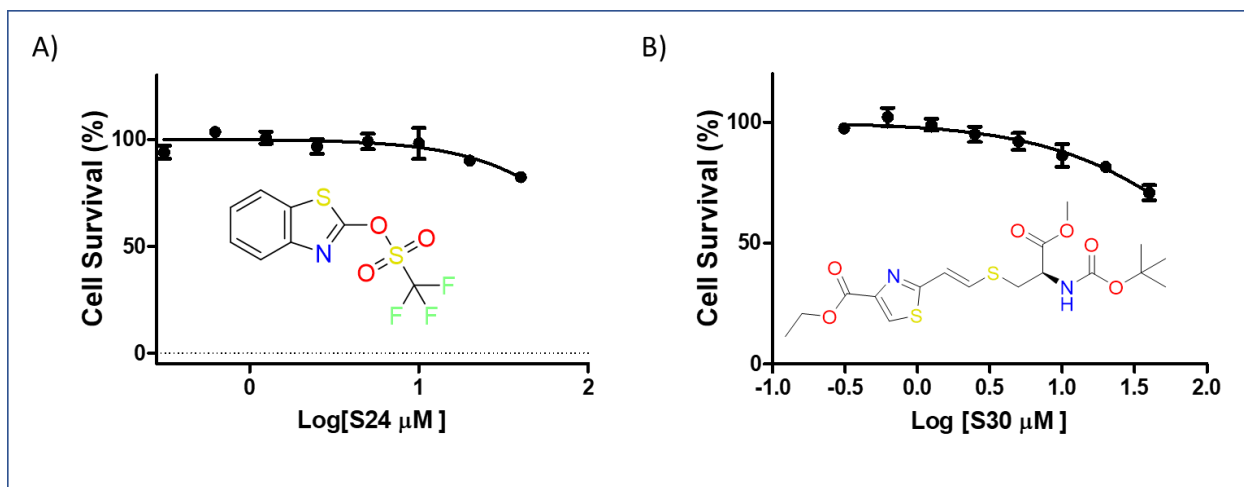 A)
B)
Cell Survival (%)
100
50
0
0
1
2
Log[S24 μM ]
S
N
O
S
O
O
F
F
F
Cell Survival (%)
100
50
0
-1.0
-0.5
0.0
0.5
1.0
1.5
2.0
Log [S30 μM ]
O
O
N
S
S
O
O
N
H
O
O